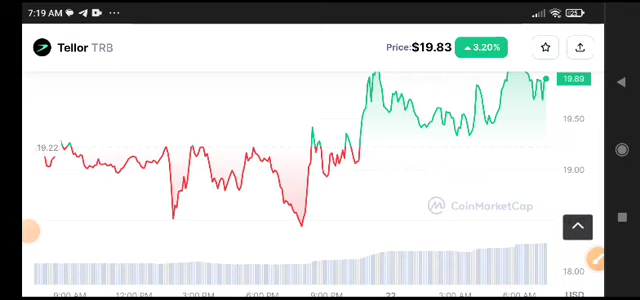 7:19 AM
25
Tellor TRB
Price:$19.83 3.20%
19.89
19.50
19.22
19.00
CoinMarketCap
18.00
9:00 AM 12:00 PM 3:00 PM 6:00 PM 9:00 PM 22 3:00 AM 6:00 AM USD